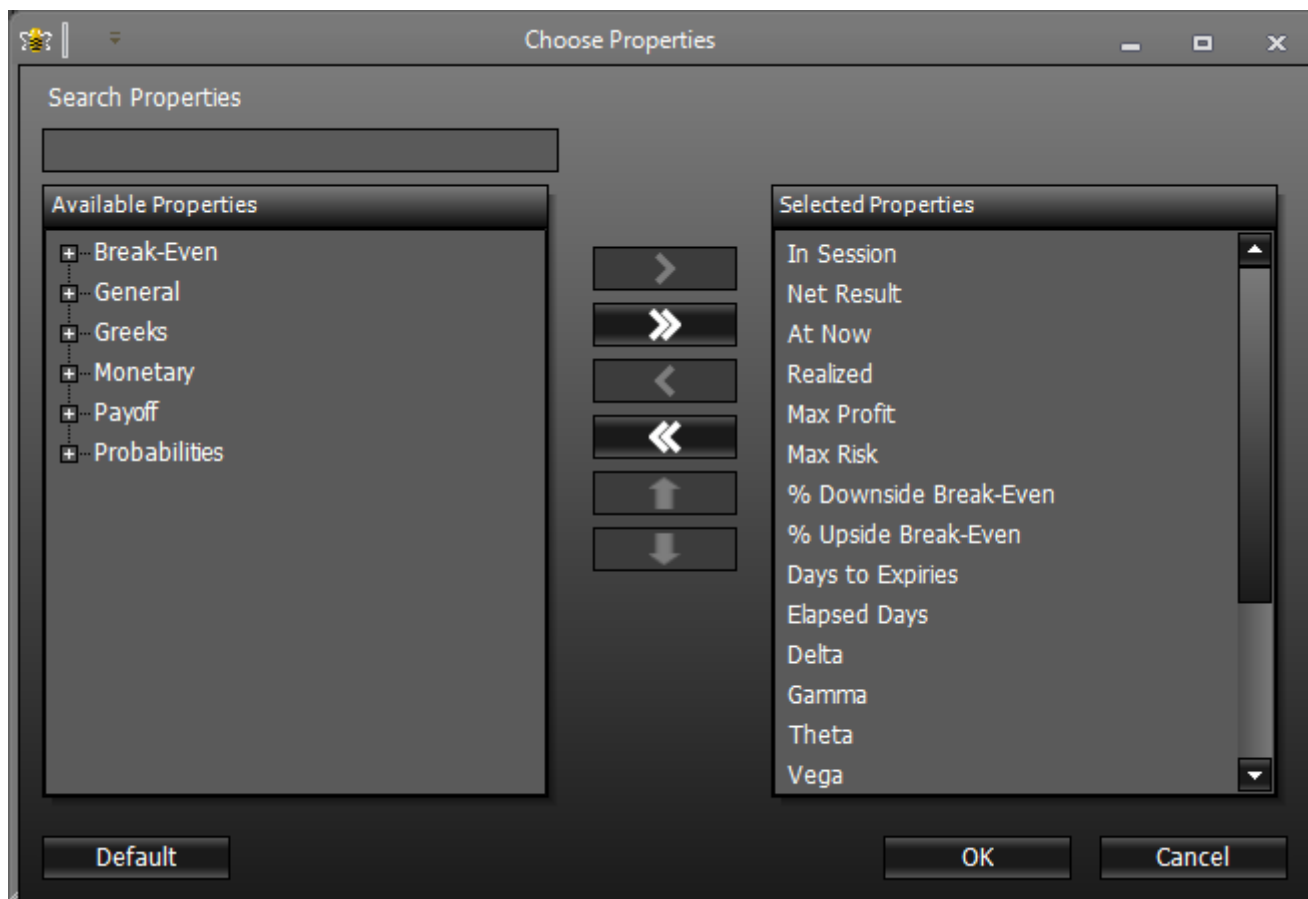 Choose Properties
Search Properties
Available Properties
Break-Even
General
Greeks
Monetary
Payoff
Probabilities
Selected Properties
In Session
Net Result
At Now
Realized
Max Profit
Max Risk
% Downside Break-Even
% Upside Break-Even
Days to Expiries
Elapsed Days
Delta
Gamma
Theta
Vega
Default
OK
Cancel